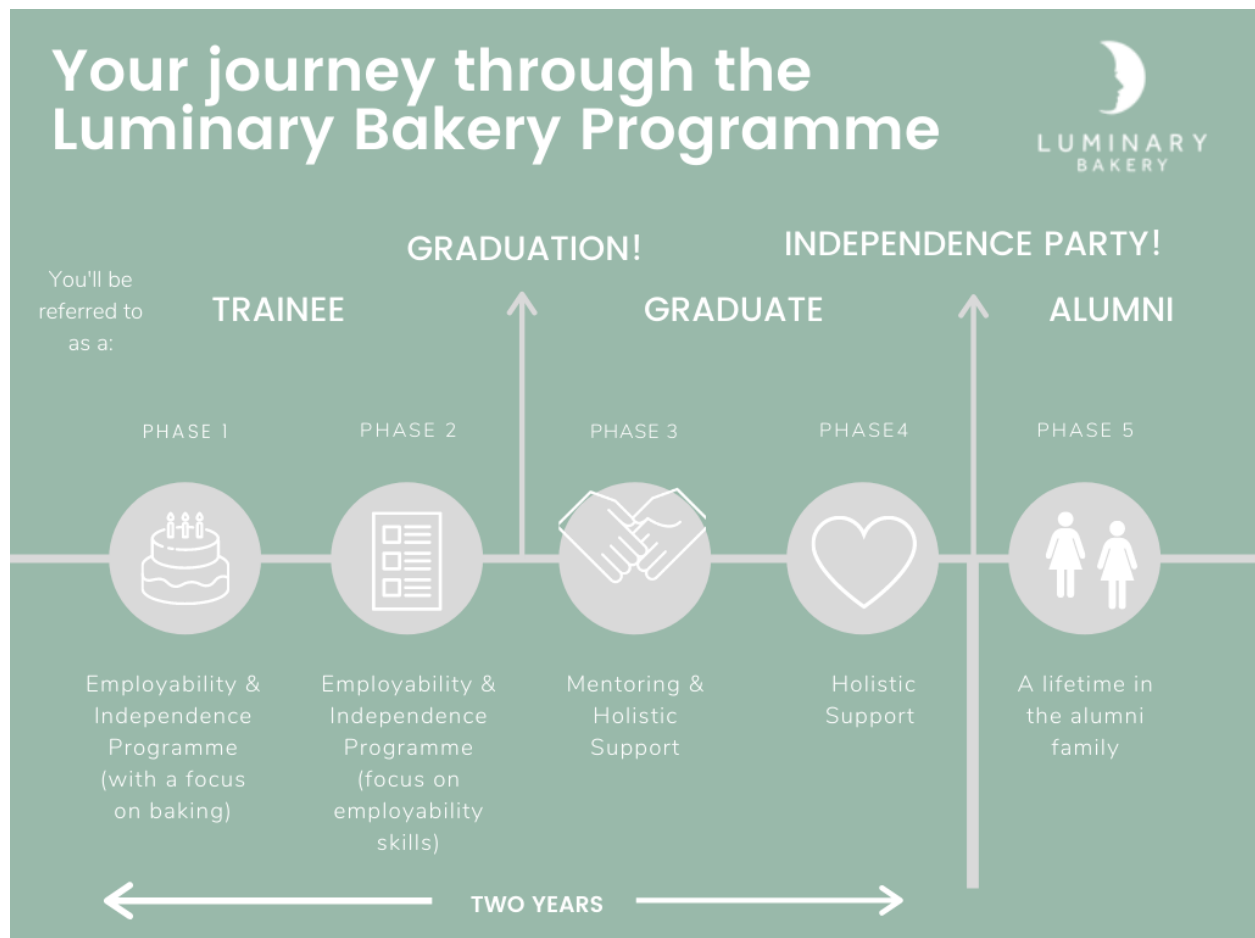 Your journey through the
Luminary Bakery Programme
LUMINARY
BAKERY
GRADUATION!
INDEPENDENCE PARTY!
You'll be
referred to
as a:
TRAINEE
GRADUATE
ALUMNI
PHASE 1
PHASE 2
PHASE 3
PHASE4
PHASE 5
Employability &
Independence
Programme
(with a focus
on baking)
Employability &
Independence
Programme
(focus on
employability
skills)
Mentoring &
Holistic
Support
Holistic
Support
A lifetime in
the alumni
family
TWO YEARS